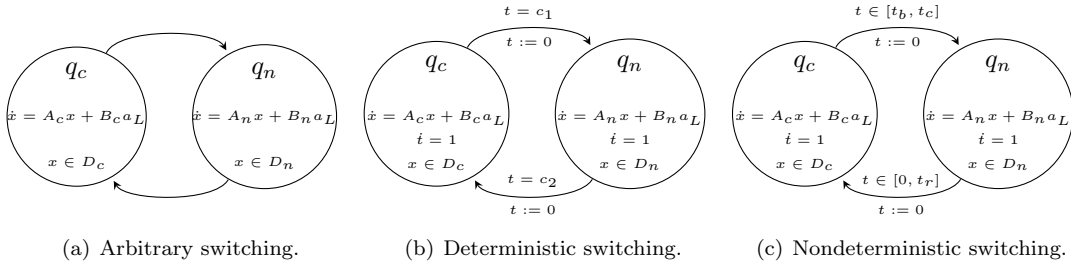 q_c
ẋ = A_c x + B_c a_L
x ∈ D_c
q_n
ẋ = A_n x + B_n a_L
x ∈ D_n
(a) Arbitrary switching.
t = c_1
t := 0
q_c
ẋ = A_c x + B_c a_L
ṫ = 1
x ∈ D_c
q_n
ẋ = A_n x + B_n a_L
ṫ = 1
x ∈ D_n
t = c_2
t := 0
(b) Deterministic switching.
t ∈ [t_b, t_c]
t := 0
q_c
ẋ = A_c x + B_c a_L
ṫ = 1
x ∈ D_c
q_n
ẋ = A_n x + B_n a_L
ṫ = 1
x ∈ D_n
t ∈ [0, t_r]
t := 0
(c) Nondeterministic switching.